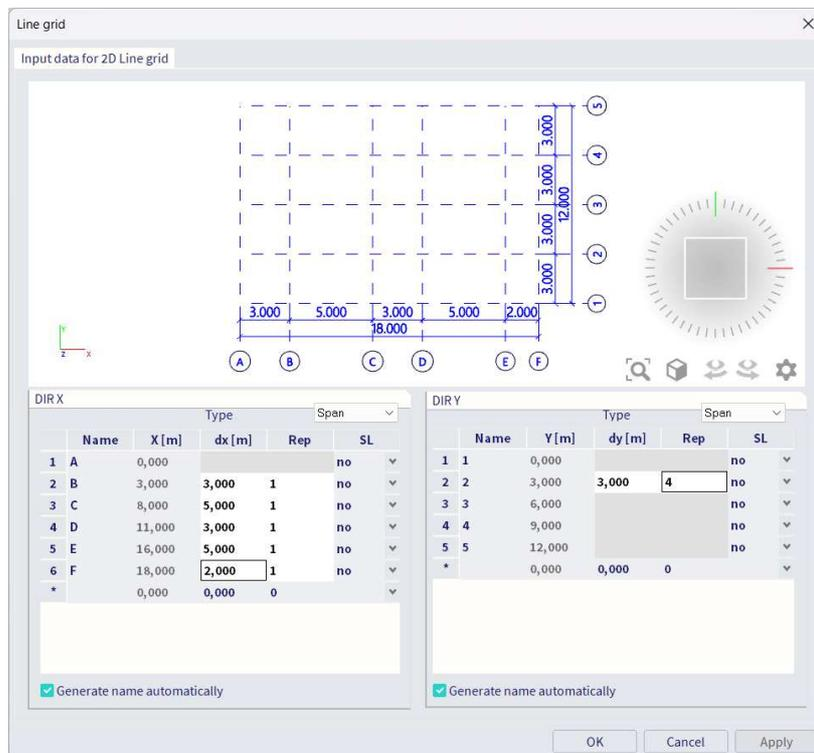 Line grid
Input data for 2D Line grid
5
4
3
2
1
3.000
3.000
3.000
3.000
12.000
3.000 5.000 3.000 5.000 2.000
18.000
A B C D E F
Y
Z X
DIR X
Type Span
Name X [m] dx [m] Rep SL
1 A 0,000 no
2 B 3,000 3,000 1 no
3 C 8,000 5,000 1 no
4 D 11,000 3,000 1 no
5 E 16,000 5,000 1 no
6 F 18,000 2,000 1 no
* 0,000 0,000 0
Generate name automatically
DIR Y
Type Span
Name Y [m] dy [m] Rep SL
1 1 0,000 no
2 2 3,000 3,000 4 no
3 3 6,000 no
4 4 9,000 no
5 5 12,000 no
* 0,000 0,000 0
Generate name automatically
OK Cancel Apply